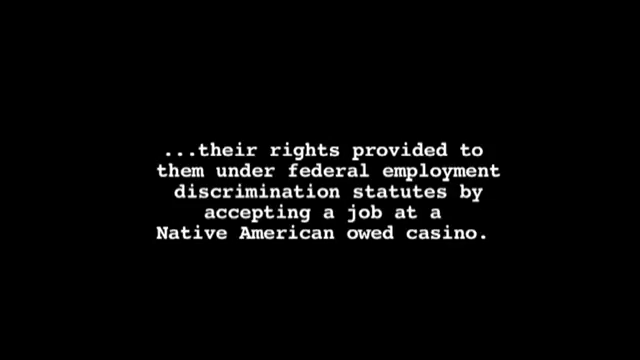 ...their rights provided to
them under federal employment
discrimination statutes by
accepting a job at a
Native American owed casino.